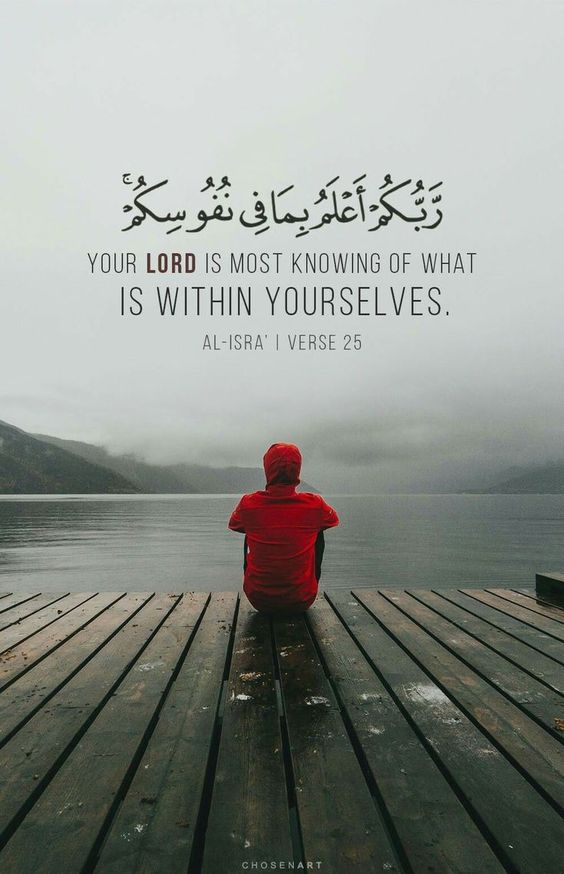 رَّبُّكُمْ أَعْلَمُ بِمَا فِي نُفُوسِكُمْ ۚ
YOUR LORD IS MOST KNOWING OF WHAT
IS WITHIN YOURSELVES.
AL-ISRA' | VERSE 25
CHOSENART